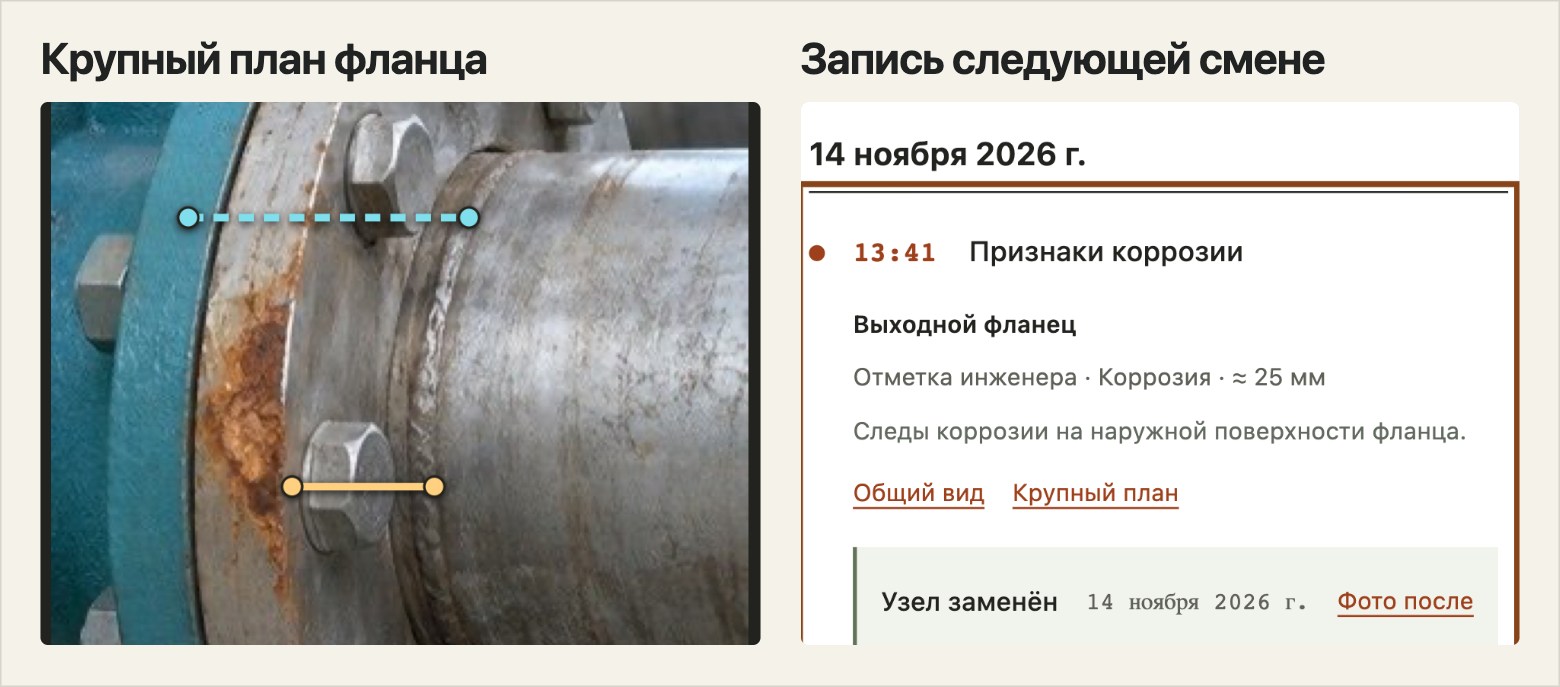 Крупный план фланца
Запись следующей смене
14 ноября 2026 г.
13:41 Признаки коррозии
Выходной фланец
Отметка инженера · Коррозия · ≈ 25 мм
Следы коррозии на наружной поверхности фланца.
Общий вид Крупный план
Узел заменён 14 ноября 2026 г. Фото после